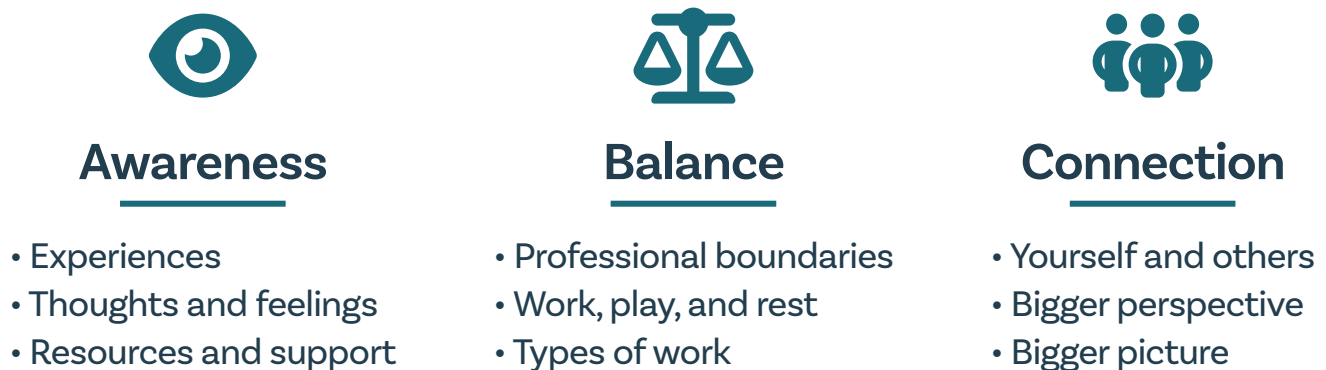 Awareness
• Experiences
• Thoughts and feelings
• Resources and support
Balance
• Professional boundaries
• Work, play, and rest
• Types of work
Connection
• Yourself and others
• Bigger perspective
• Bigger picture